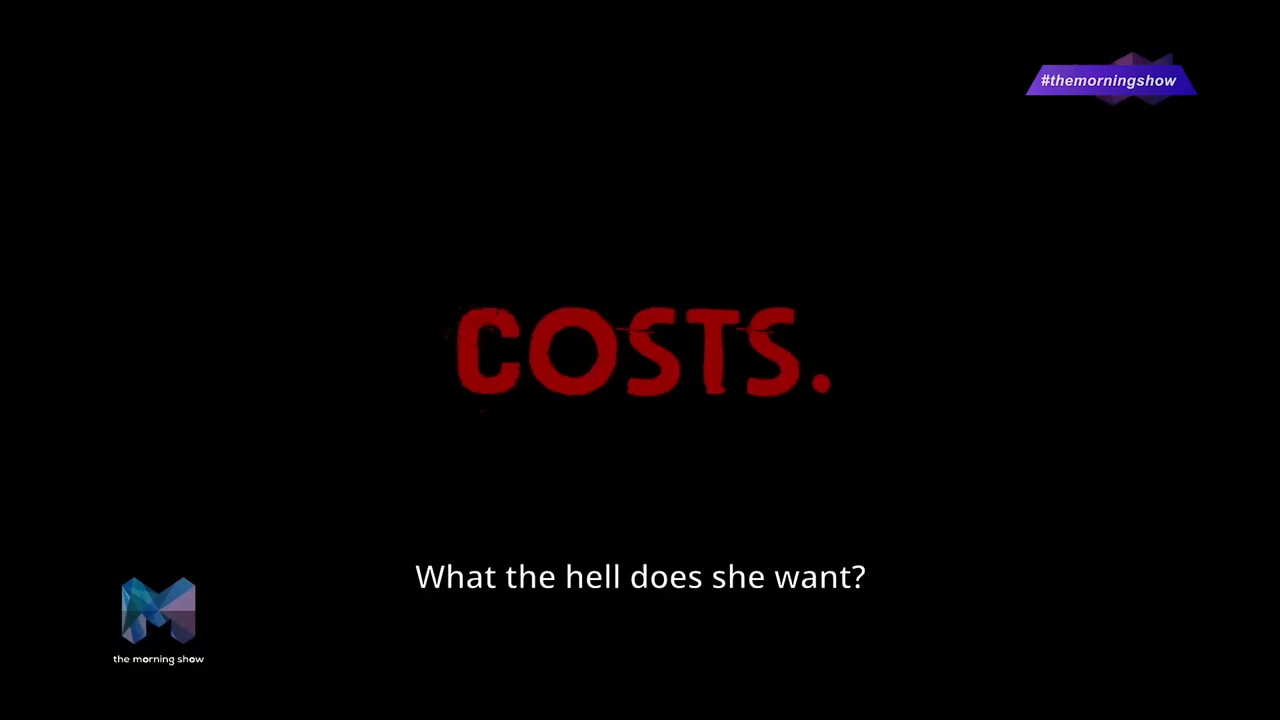 #themorningshow
COSTS.
What the hell does she want?
the morning show